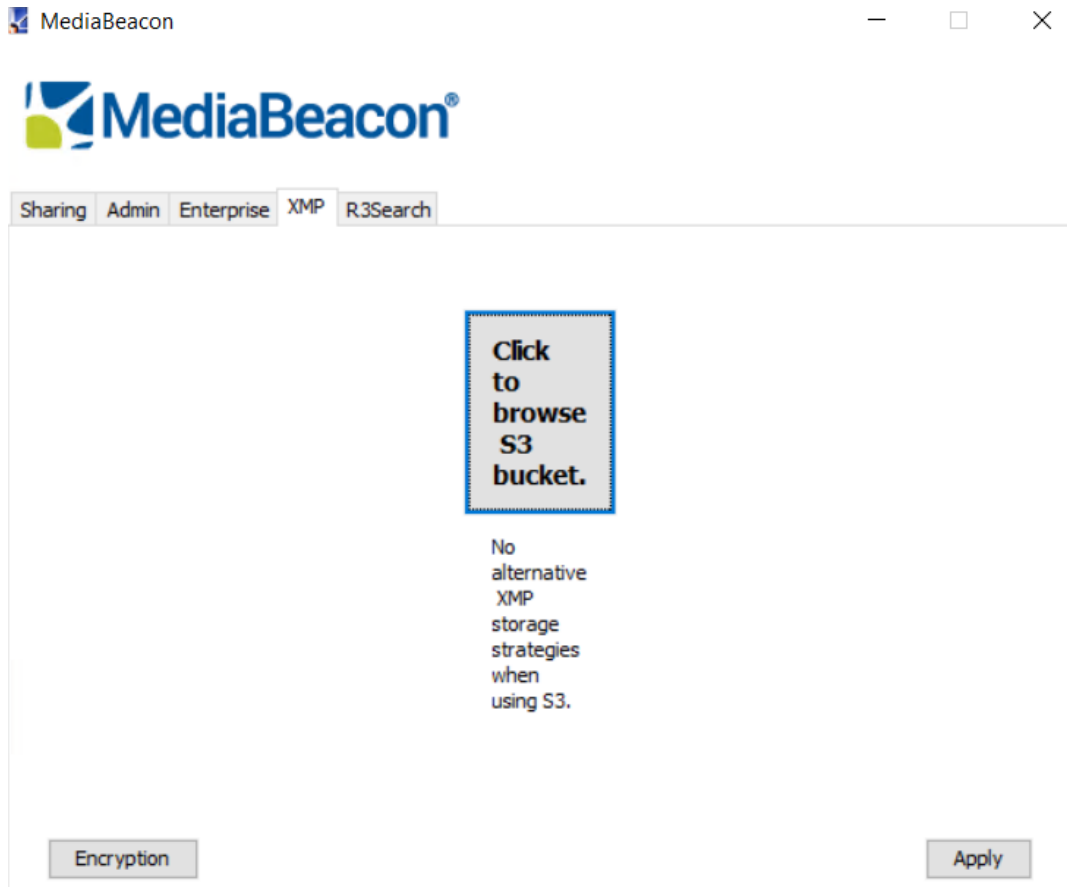 MediaBeacon
MediaBeacon®
Sharing Admin Enterprise XMP R3Search
Click
to
browse
S3
bucket.
No
alternative
XMP
storage
strategies
when
using S3.
Encryption Apply